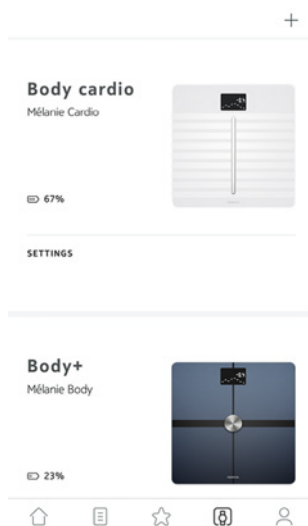 Body cardio
Mélanie Cardio
67%
SETTINGS
Body+
Mélanie Body
23%